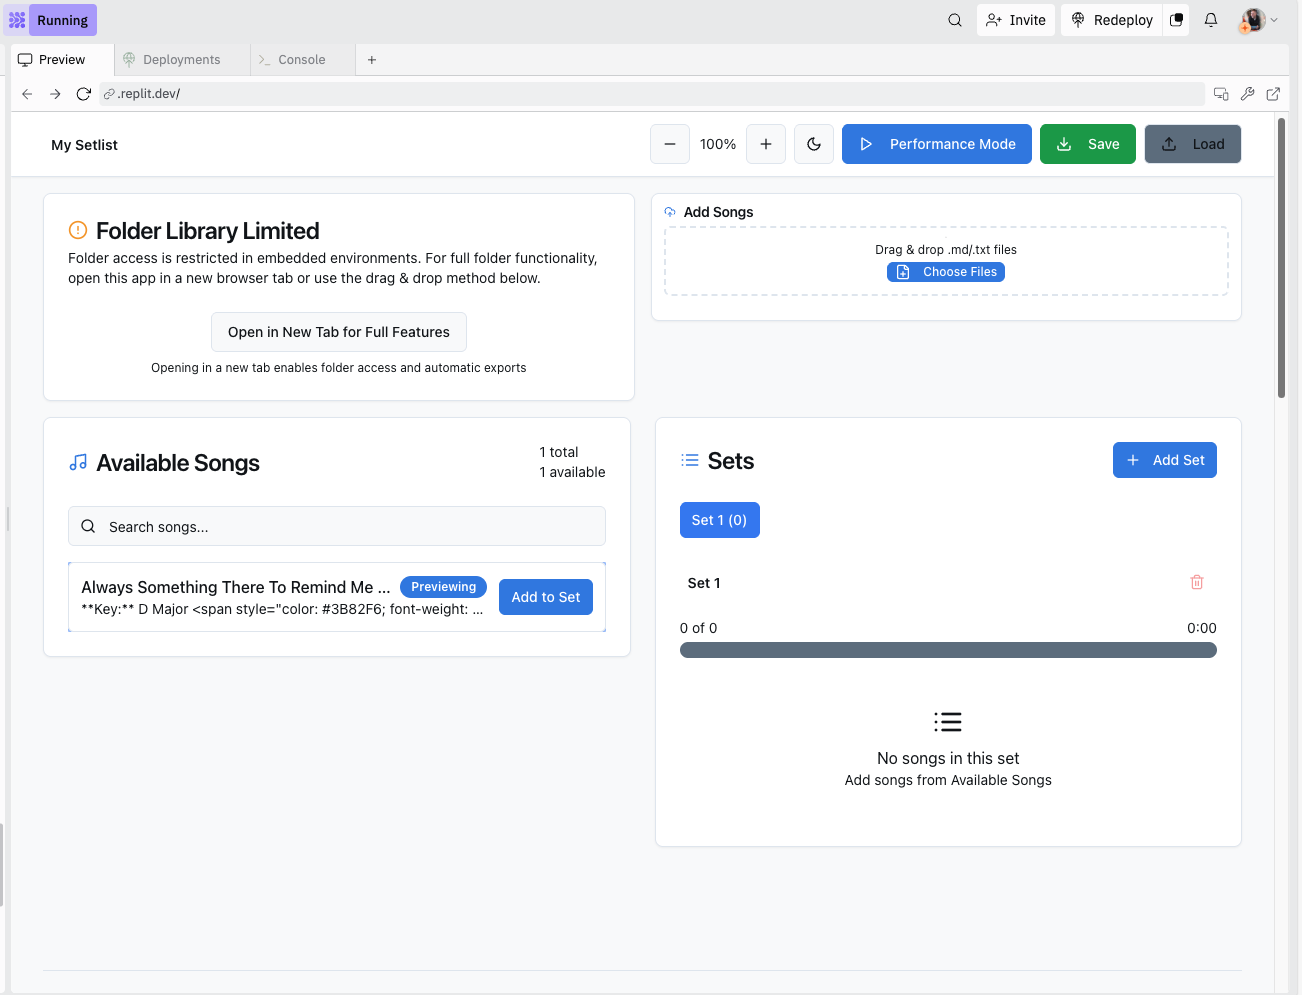 Running
Invite
Redeploy
Preview
Deployments
Console
.replit.dev/
My Setlist
100%
Performance Mode
Save
Load
Folder Library Limited
Folder access is restricted in embedded environments. For full folder functionality,
open this app in a new browser tab or use the drag & drop method below.
Open in New Tab for Full Features
Opening in a new tab enables folder access and automatic exports
Add Songs
Drag & drop .md/.txt files
Choose Files
Available Songs
1 total
1 available
Search songs...
Always Something There To Remind Me ...
Previewing
**Key:** D Major <span style="color: #3B82F6; font-weight: ...
Add to Set
Sets
Add Set
Set 1 (0)
Set 1
0 of 0
0:00
No songs in this set
Add songs from Available Songs